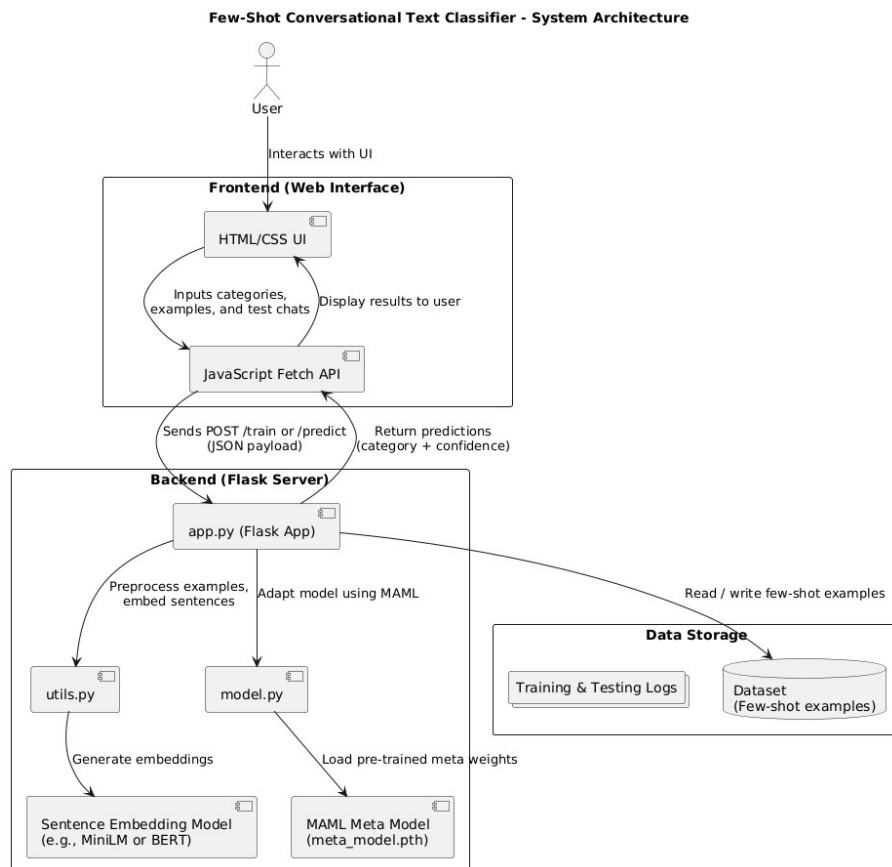 Few-Shot Conversational Text Classifier - System Architecture
User
Interacts with UI
Frontend (Web Interface)
HTML/CSS UI
Inputs categories,
examples, and test chats
Display results to user
JavaScript Fetch API
Sends POST /train or /predict
(JSON payload)
Return predictions
(category + confidence)
Backend (Flask Server)
app.py (Flask App)
Preprocess examples,
embed sentences
Adapt model using MAML
Read / write few-shot examples
Data Storage
utils.py
model.py
Training & Testing Logs
Dataset
(Few-shot examples)
Generate embeddings
Load pre-trained meta weights
Sentence Embedding Model
(e.g., MiniLM or BERT)
MAML Meta Model
(meta_model.pth)